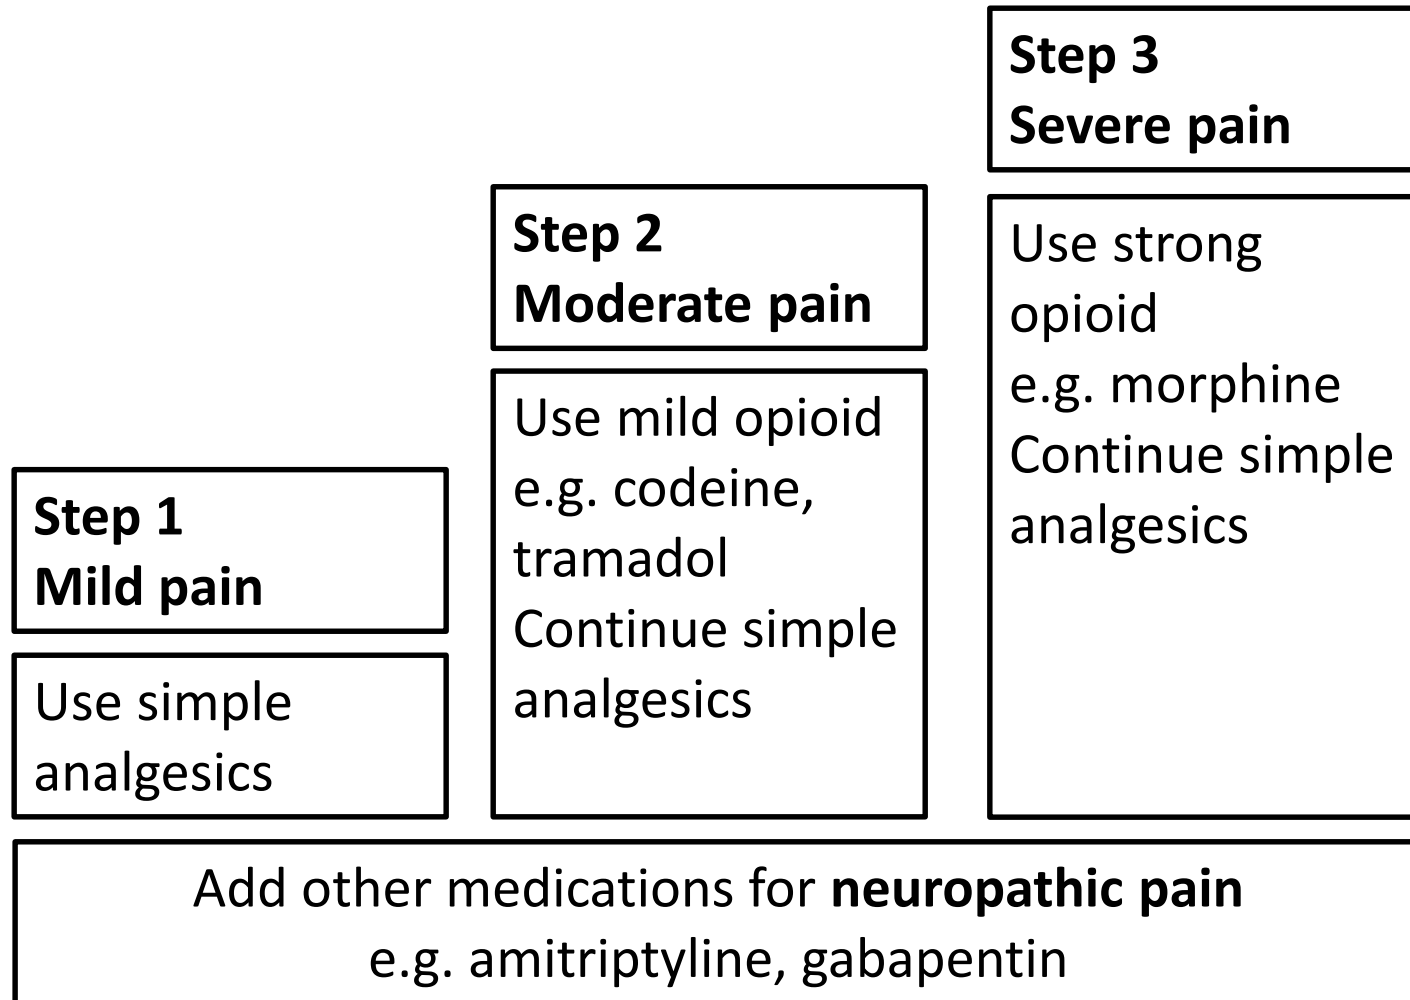 Step 1
Mild pain
Use simple
analgesics
Step 2
Moderate pain
Use mild opioid
e.g. codeine,
tramadol
Continue simple
analgesics
Step 3
Severe pain
Use strong
opioid
e.g. morphine
Continue simple
analgesics
Add other medications for neuropathic pain
e.g. amitriptyline, gabapentin